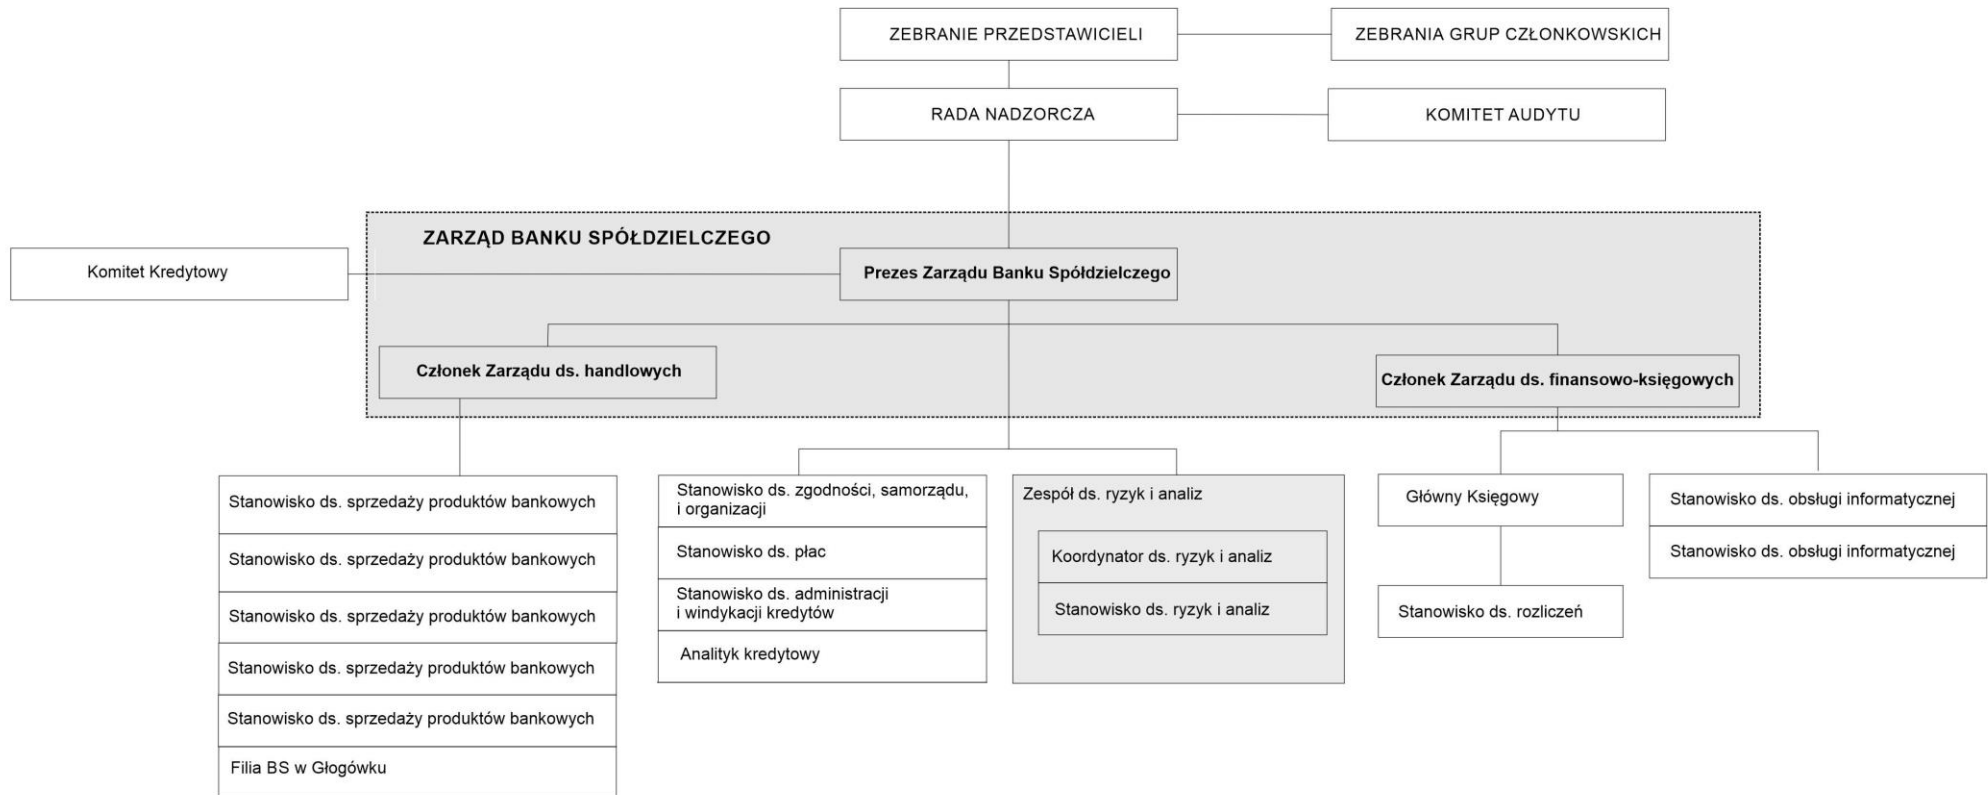 ZEBRANIE PRZEDSTAWICIELI
ZEBRANIA GRUP CZŁONKOWSKICH
RADA NADZORCZA
KOMITET AUDYTU
ZARZĄD BANKU SPÓŁDZIELCZEGO
Komitet Kredytowy
Prezes Zarządu Banku Spółdzielczego
Członek Zarządu ds. handlowych
Członek Zarządu ds. finansowo-księgowych
Stanowisko ds. sprzedaży produktów bankowych
Stanowisko ds. sprzedaży produktów bankowych
Stanowisko ds. sprzedaży produktów bankowych
Stanowisko ds. sprzedaży produktów bankowych
Stanowisko ds. sprzedaży produktów bankowych
Filia BS w Głogówku
Stanowisko ds. zgodności, samorządu,
i organizacji
Stanowisko ds. płac
Stanowisko ds. administracji
i windykacji kredytów
Analityk kredytowy
Zespół ds. ryzyk i analiz
Koordynator ds. ryzyk i analiz
Stanowisko ds. ryzyk i analiz
Główny Księgowy
Stanowisko ds. rozliczeń
Stanowisko ds. obsługi informatycznej
Stanowisko ds. obsługi informatycznej